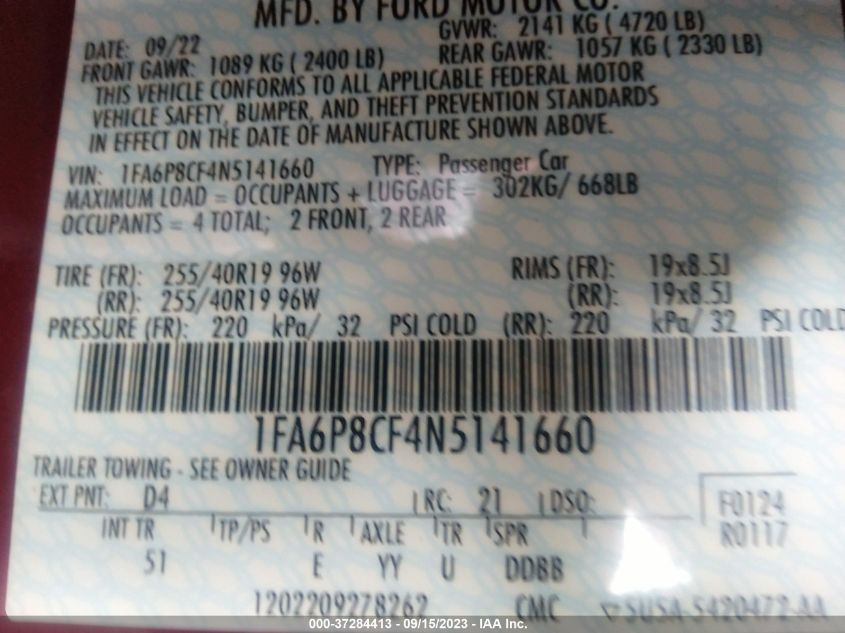 MFD. BY FORD MOTOR CO.
DATE: 09/22 GVWR: 2141 KG ( 4720 LB)
FRONT GAWR: 1089 KG ( 2400 LB) REAR GAWR: 1057 KG ( 2330 LB)
THIS VEHICLE CONFORMS TO ALL APPLICABLE FEDERAL MOTOR
VEHICLE SAFETY, BUMPER, AND THEFT PREVENTION STANDARDS
IN EFFECT ON THE DATE OF MANUFACTURE SHOWN ABOVE.
VIN: 1FA6P8CF4N5141660 TYPE: Passenger Car
MAXIMUM LOAD = OCCUPANTS + LUGGAGE = 302KG/ 668LB
OCCUPANTS = 4 TOTAL; 2 FRONT, 2 REAR
TIRE (FR): 255/40R19 96W RIMS (FR): 19x8.5J
(RR): 255/40R19 96W (RR): 19x8.5J
PRESSURE (FR): 220 kPa/ 32 PSI COLD (RR): 220 kPa/ 32 PSI COLD
1FA6P8CF4N5141660
TRAILER TOWING - SEE OWNER GUIDE
EXT PNT: D4 RC: 21 DSO: F0124
INT TR TP/PS R AXLE TR SPR R0117
51 E YY U DDBB
1202209278262 CMC ▽SU5A-5420472-AA
000-37284413 - 09/15/2023 - IAA Inc.